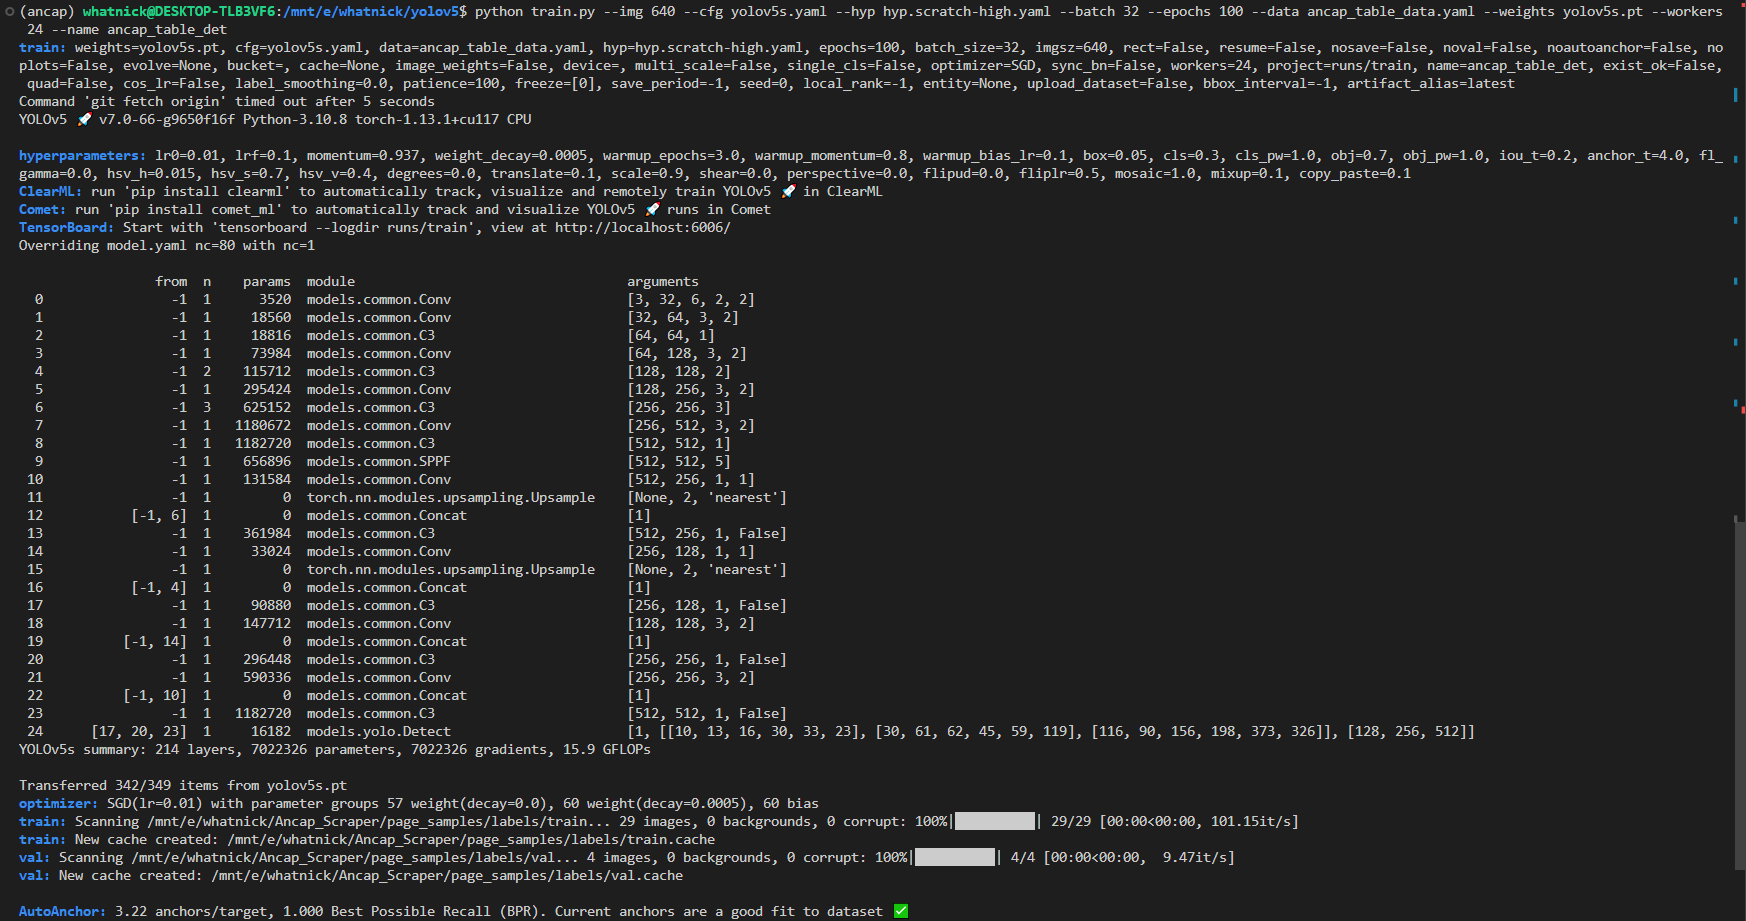 (ancap) whatnick@DESKTOP-TLB3VF6:/mnt/e/whatnick/yolov5$ python train.py --img 640 --cfg yolov5s.yaml --hyp hyp.scratch-high.yaml --batch 32 --epochs 100 --data ancap_table_data.yaml --weights yolov5s.pt --workers
24 --name ancap_table_det
train: weights=yolov5s.pt, cfg=yolov5s.yaml, data=ancap_table_data.yaml, hyp=hyp.scratch-high.yaml, epochs=100, batch_size=32, imgsz=640, rect=False, resume=False, nosave=False, noval=False, noautoanchor=False, no
plots=False, evolve=None, bucket=, cache=None, image_weights=False, device=, multi_scale=False, single_cls=False, optimizer=SGD, sync_bn=False, workers=24, project=runs/train, name=ancap_table_det, exist_ok=False,
quad=False, cos_lr=False, label_smoothing=0.0, patience=100, freeze=[0], save_period=-1, seed=0, local_rank=-1, entity=None, upload_dataset=False, bbox_interval=-1, artifact_alias=latest
Command 'git fetch origin' timed out after 5 seconds
YOLOv5 🚀 v7.0-66-g9650f16f Python-3.10.8 torch-1.13.1+cu117 CPU
hyperparameters: lr0=0.01, lrf=0.1, momentum=0.937, weight_decay=0.0005, warmup_epochs=3.0, warmup_momentum=0.8, warmup_bias_lr=0.1, box=0.05, cls=0.3, cls_pw=1.0, obj=0.7, obj_pw=1.0, iou_t=0.2, anchor_t=4.0, fl_
gamma=0.0, hsv_h=0.015, hsv_s=0.7, hsv_v=0.4, degrees=0.0, translate=0.1, scale=0.9, shear=0.0, perspective=0.0, flipud=0.0, fliplr=0.5, mosaic=1.0, mixup=0.1, copy_paste=0.1
ClearML: run 'pip install clearml' to automatically track, visualize and remotely train YOLOv5 🚀 in ClearML
Comet: run 'pip install comet_ml' to automatically track and visualize YOLOv5 🚀 runs in Comet
TensorBoard: Start with 'tensorboard --logdir runs/train', view at http://localhost:6006/
Overriding model.yaml nc=80 with nc=1
from n params module arguments
0 -1 1 3520 models.common.Conv [3, 32, 6, 2, 2]
1 -1 1 18560 models.common.Conv [32, 64, 3, 2]
2 -1 1 18816 models.common.C3 [64, 64, 1]
3 -1 1 73984 models.common.Conv [64, 128, 3, 2]
4 -1 2 115712 models.common.C3 [128, 128, 2]
5 -1 1 295424 models.common.Conv [128, 256, 3, 2]
6 -1 3 625152 models.common.C3 [256, 256, 3]
7 -1 1 1180672 models.common.Conv [256, 512, 3, 2]
8 -1 1 1182720 models.common.C3 [512, 512, 1]
9 -1 1 656896 models.common.SPPF [512, 512, 5]
10 -1 1 131584 models.common.Conv [512, 256, 1, 1]
11 -1 1 0 torch.nn.modules.upsampling.Upsample [None, 2, 'nearest']
12 [-1, 6] 1 0 models.common.Concat [1]
13 -1 1 361984 models.common.C3 [512, 256, 1, False]
14 -1 1 33024 models.common.Conv [256, 128, 1, 1]
15 -1 1 0 torch.nn.modules.upsampling.Upsample [None, 2, 'nearest']
16 [-1, 4] 1 0 models.common.Concat [1]
17 -1 1 90880 models.common.C3 [256, 128, 1, False]
18 -1 1 147712 models.common.Conv [128, 128, 3, 2]
19 [-1, 14] 1 0 models.common.Concat [1]
20 -1 1 296448 models.common.C3 [256, 256, 1, False]
21 -1 1 590336 models.common.Conv [256, 256, 3, 2]
22 [-1, 10] 1 0 models.common.Concat [1]
23 -1 1 1182720 models.common.C3 [512, 512, 1, False]
24 [17, 20, 23] 1 16182 models.yolo.Detect [1, [[10, 13, 16, 30, 33, 23], [30, 61, 62, 45, 59, 119], [116, 90, 156, 198, 373, 326]], [128, 256, 512]]
YOLOv5s summary: 214 layers, 7022326 parameters, 7022326 gradients, 15.9 GFLOPs
Transferred 342/349 items from yolov5s.pt
optimizer: SGD(lr=0.01) with parameter groups 57 weight(decay=0.0), 60 weight(decay=0.0005), 60 bias
train: Scanning /mnt/e/whatnick/Ancap_Scraper/page_samples/labels/train... 29 images, 0 backgrounds, 0 corrupt: 100%|██████████| 29/29 [00:00<00:00, 101.15it/s]
train: New cache created: /mnt/e/whatnick/Ancap_Scraper/page_samples/labels/train.cache
val: Scanning /mnt/e/whatnick/Ancap_Scraper/page_samples/labels/val... 4 images, 0 backgrounds, 0 corrupt: 100%|██████████| 4/4 [00:00<00:00, 9.47it/s]
val: New cache created: /mnt/e/whatnick/Ancap_Scraper/page_samples/labels/val.cache
AutoAnchor: 3.22 anchors/target, 1.000 Best Possible Recall (BPR). Current anchors are a good fit to dataset ✅